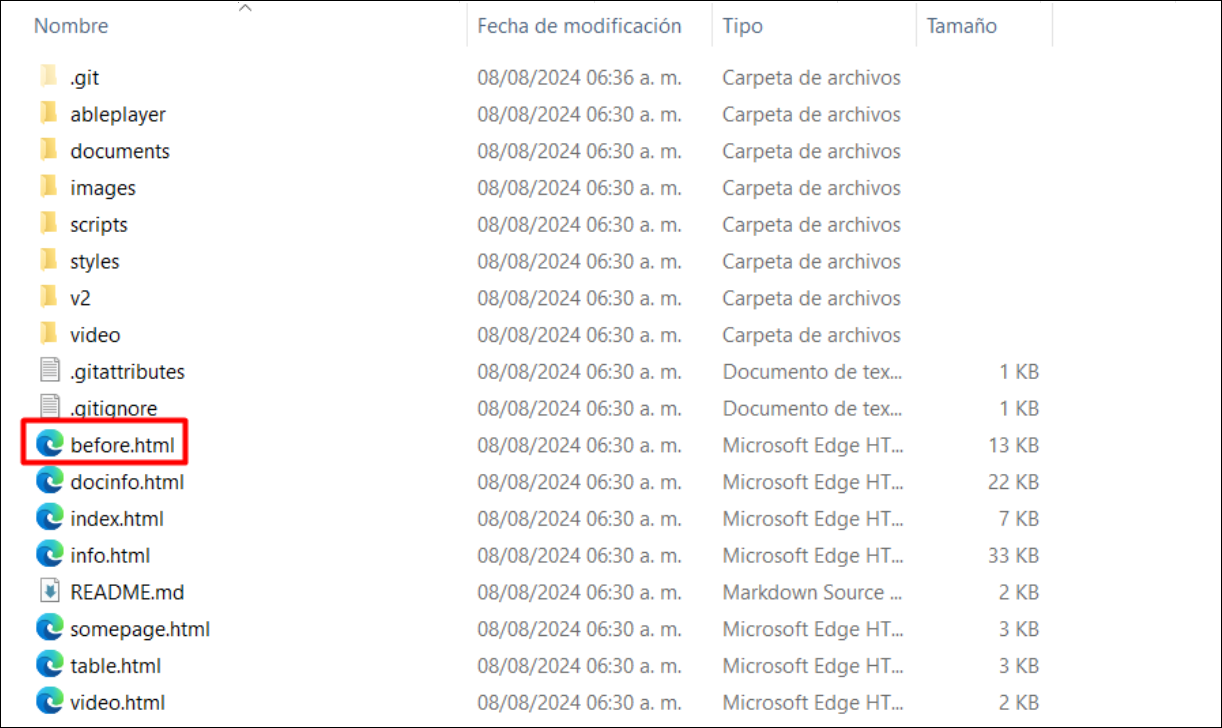 Nombre Fecha de modificación Tipo Tamaño
.git 08/08/2024 06:36 a. m. Carpeta de archivos
ableplayer 08/08/2024 06:30 a. m. Carpeta de archivos
documents 08/08/2024 06:30 a. m. Carpeta de archivos
images 08/08/2024 06:30 a. m. Carpeta de archivos
scripts 08/08/2024 06:30 a. m. Carpeta de archivos
styles 08/08/2024 06:30 a. m. Carpeta de archivos
v2 08/08/2024 06:30 a. m. Carpeta de archivos
video 08/08/2024 06:30 a. m. Carpeta de archivos
.gitattributes 08/08/2024 06:30 a. m. Documento de tex... 1 KB
.gitignore 08/08/2024 06:30 a. m. Documento de tex... 1 KB
before.html 08/08/2024 06:30 a. m. Microsoft Edge HT... 13 KB
docinfo.html 08/08/2024 06:30 a. m. Microsoft Edge HT... 22 KB
index.html 08/08/2024 06:30 a. m. Microsoft Edge HT... 7 KB
info.html 08/08/2024 06:30 a. m. Microsoft Edge HT... 33 KB
README.md 08/08/2024 06:30 a. m. Markdown Source ... 2 KB
somepage.html 08/08/2024 06:30 a. m. Microsoft Edge HT... 3 KB
table.html 08/08/2024 06:30 a. m. Microsoft Edge HT... 3 KB
video.html 08/08/2024 06:30 a. m. Microsoft Edge HT... 2 KB